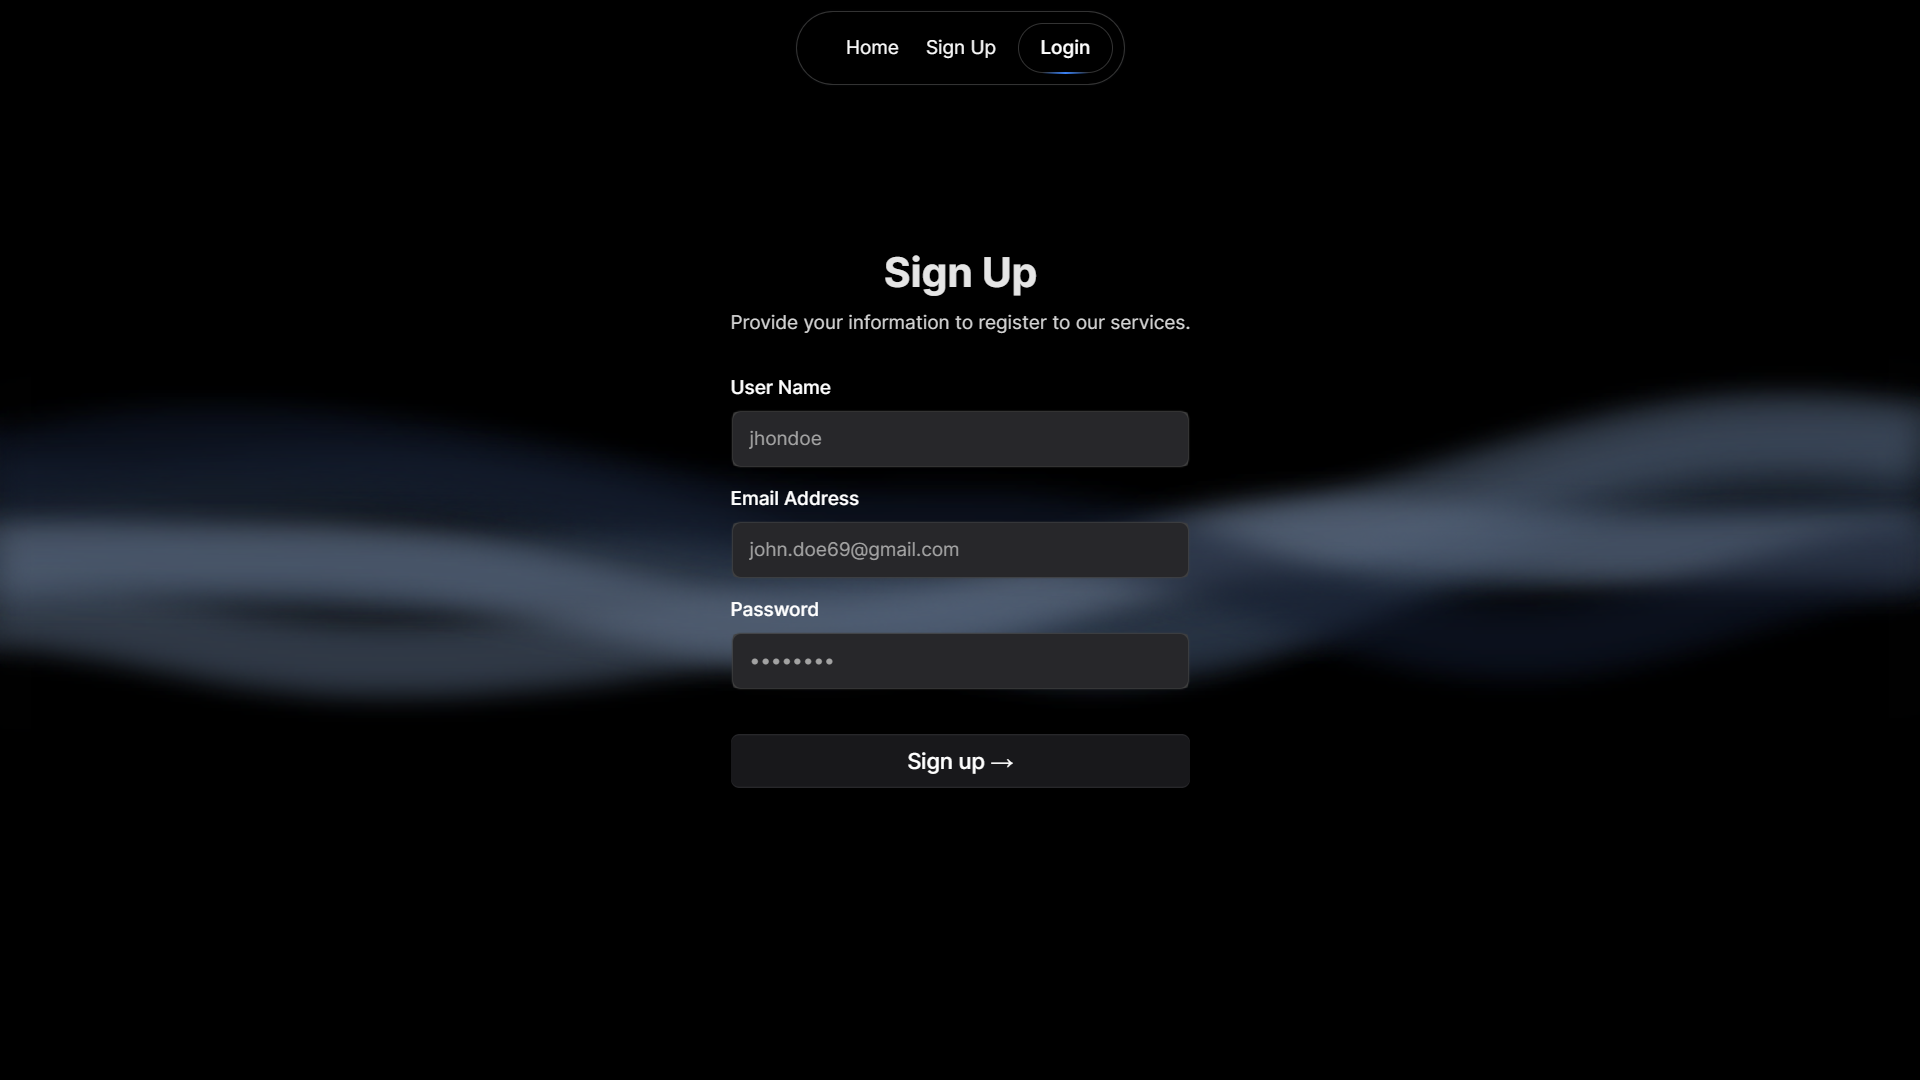 Home Sign Up Login
Sign Up
Provide your information to register to our services.
User Name
jhondoe
Email Address
john.doe69@gmail.com
Password
••••••••
Sign up →